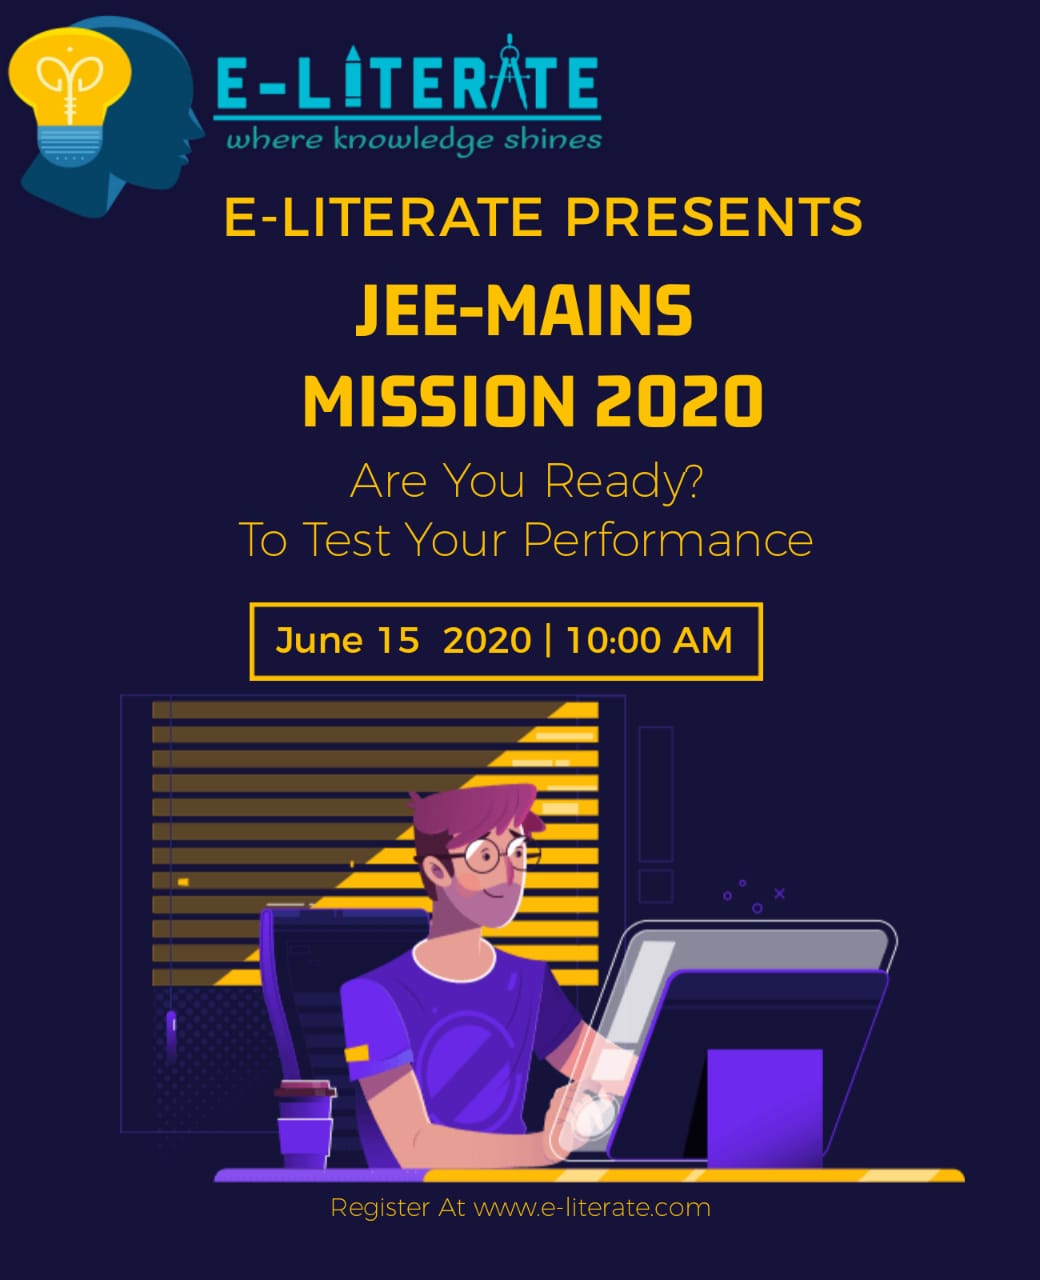 E-LITERATE
where knowledge shines
E-LITERATE PRESENTS
JEE-MAINS
MISSION 2020
Are You Ready?
To Test Your Performance
June 15 2020 | 10:00 AM
Register At www.e-literate.com